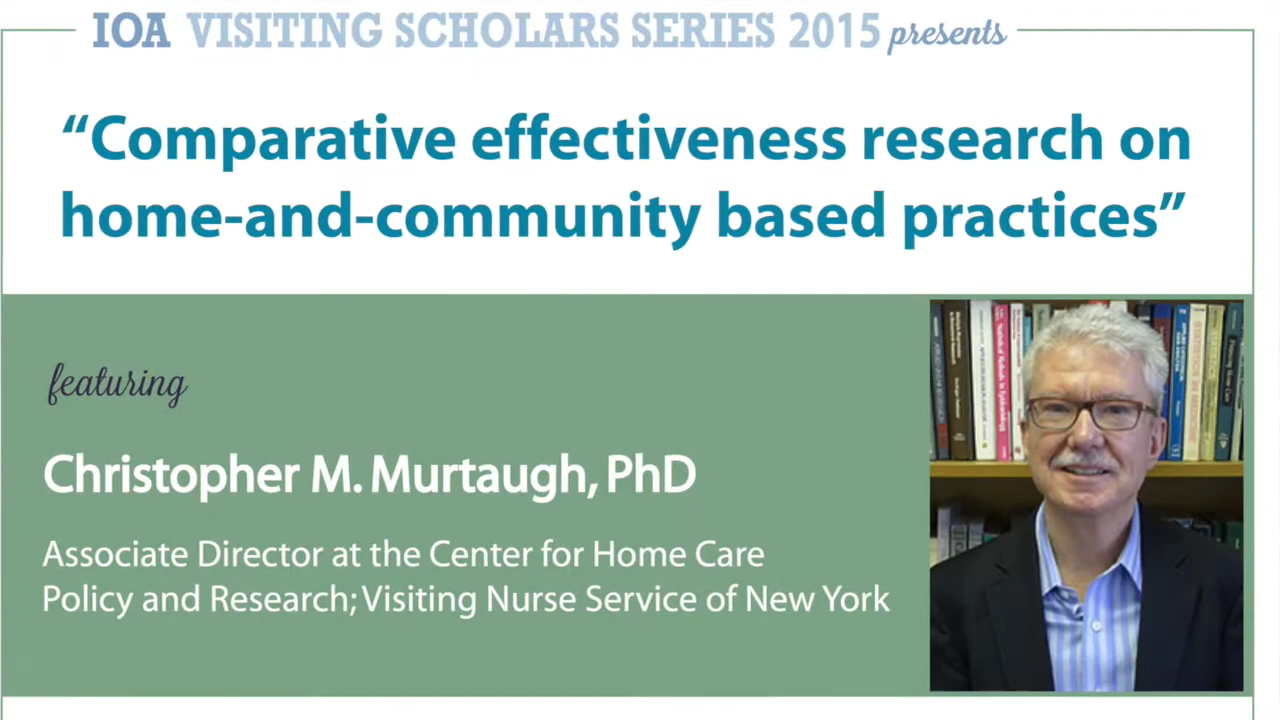 IOA VISITING SCHOLARS SERIES 2015 presents
“Comparative effectiveness research on
home-and-community based practices”
featuring
Christopher M. Murtaugh, PhD
Associate Director at the Center for Home Care
Policy and Research; Visiting Nurse Service of New York